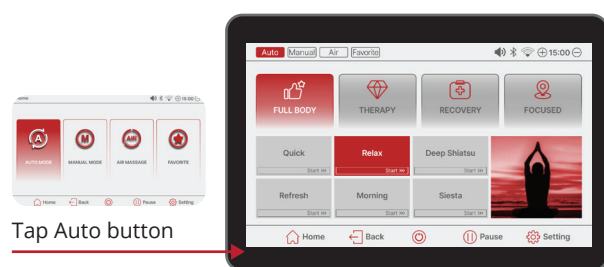 Home
15:00
AUTO MODE
MANUAL MODE
AIR MASSAGE
FAVORITE
A
M
AIR
Home Back Pause Setting
Tap Auto button
Auto Manual Air Favorite 15:00
FULL BODY THERAPY RECOVERY FOCUSED
Quick Relax Deep Shiatsu
Start Start Start
Refresh Morning Siesta
Start Start Start
Home Back Pause Setting